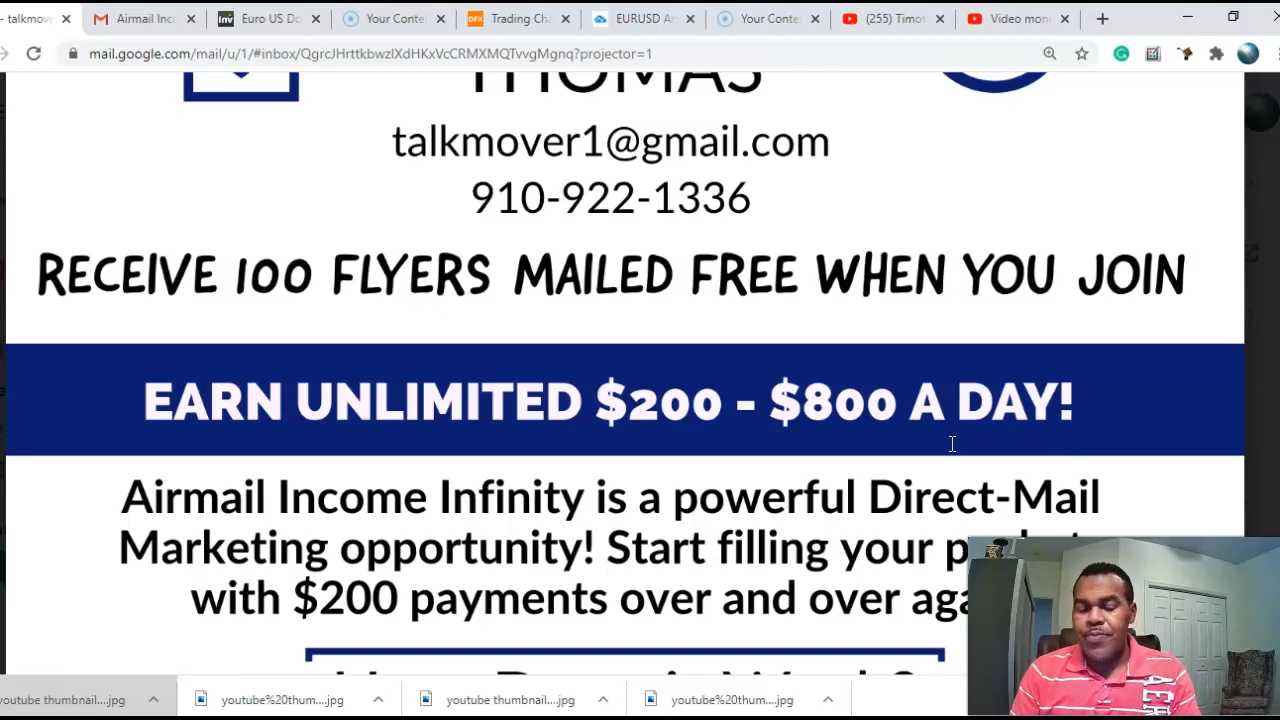 - talkmove
Airmail Inc
Euro US Do
Your Conte
Trading Cha
EURUSD An
Your Conte
(255) Timot
Video mon
mail.google.com/mail/u/1/#inbox/QgrcJHrttkbwzlXdHKxVcCRMXMQTvvgMgnq?projector=1
THOMAS
talkmover1@gmail.com
910-922-1336
RECEIVE 100 FLYERS MAILED FREE WHEN YOU JOIN
EARN UNLIMITED $200 - $800 A DAY!
Airmail Income Infinity is a powerful Direct-Mail
Marketing opportunity! Start filling your
with $200 payments over and over aga
youtube thumbnail....jpg
youtube%20thum....jpg
youtube thumbnail....jpg
youtube%20thum....jpg